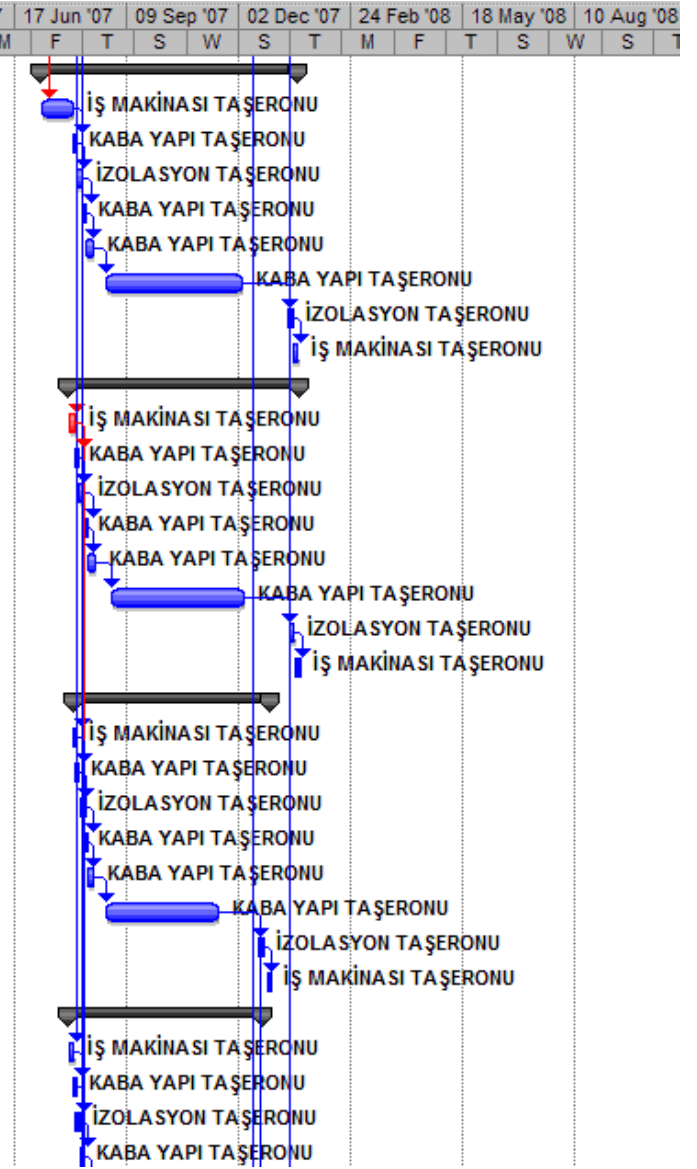 17 Jun '07 09 Sep '07 02 Dec '07 24 Feb '08 18 May '08 10 Aug '08
M F T S W S T M F T S W S T
İŞ MAKİNASI TAŞERONU
KABA YAPI TAŞERONU
İZOLASYON TAŞERONU
KABA YAPI TAŞERONU
KABA YAPI TAŞERONU
KABA YAPI TAŞERONU
İZOLASYON TAŞERONU
İŞ MAKİNASI TAŞERONU
İŞ MAKİNASI TAŞERONU
KABA YAPI TAŞERONU
İZOLASYON TAŞERONU
KABA YAPI TAŞERONU
KABA YAPI TAŞERONU
KABA YAPI TAŞERONU
İZOLASYON TAŞERONU
İŞ MAKİNASI TAŞERONU
İŞ MAKİNASI TAŞERONU
KABA YAPI TAŞERONU
İZOLASYON TAŞERONU
KABA YAPI TAŞERONU
KABA YAPI TAŞERONU
KABA YAPI TAŞERONU
İZOLASYON TAŞERONU
İŞ MAKİNASI TAŞERONU
İŞ MAKİNASI TAŞERONU
KABA YAPI TAŞERONU
İZOLASYON TAŞERONU
KABA YAPI TAŞERONU